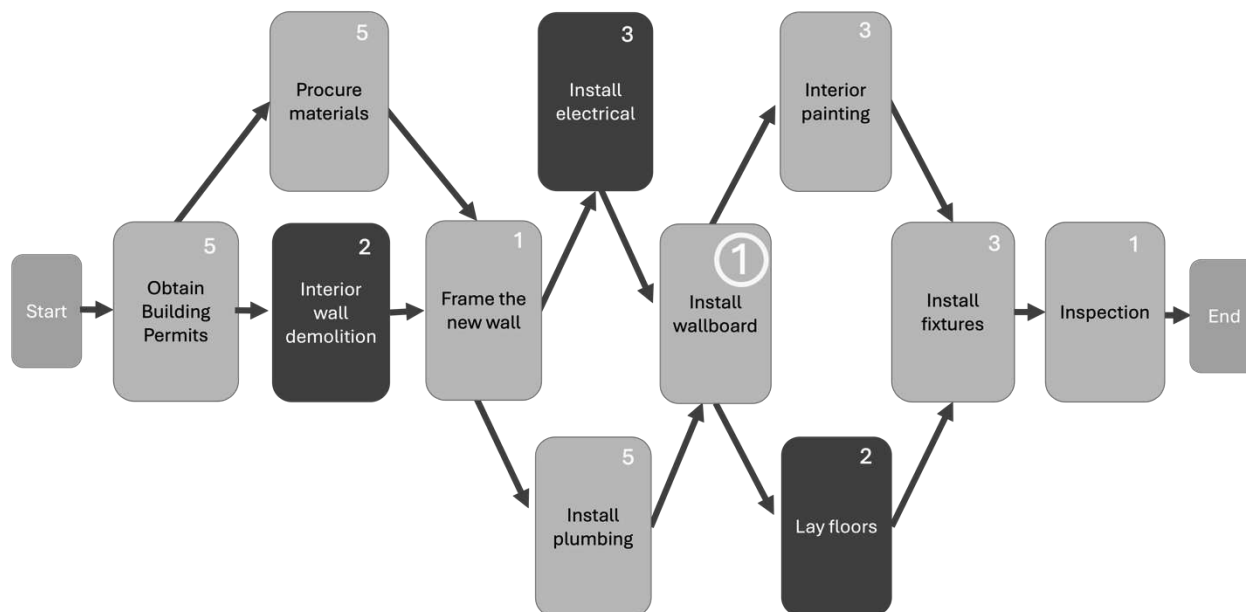 Start
5
Obtain
Building
Permits
5
Procure
materials
2
Interior
wall
demolition
1
Frame the
new wall
3
Install
electrical
5
Install
plumbing
1
Install
wallboard
3
Interior
painting
2
Lay floors
3
Install
fixtures
1
Inspection
End